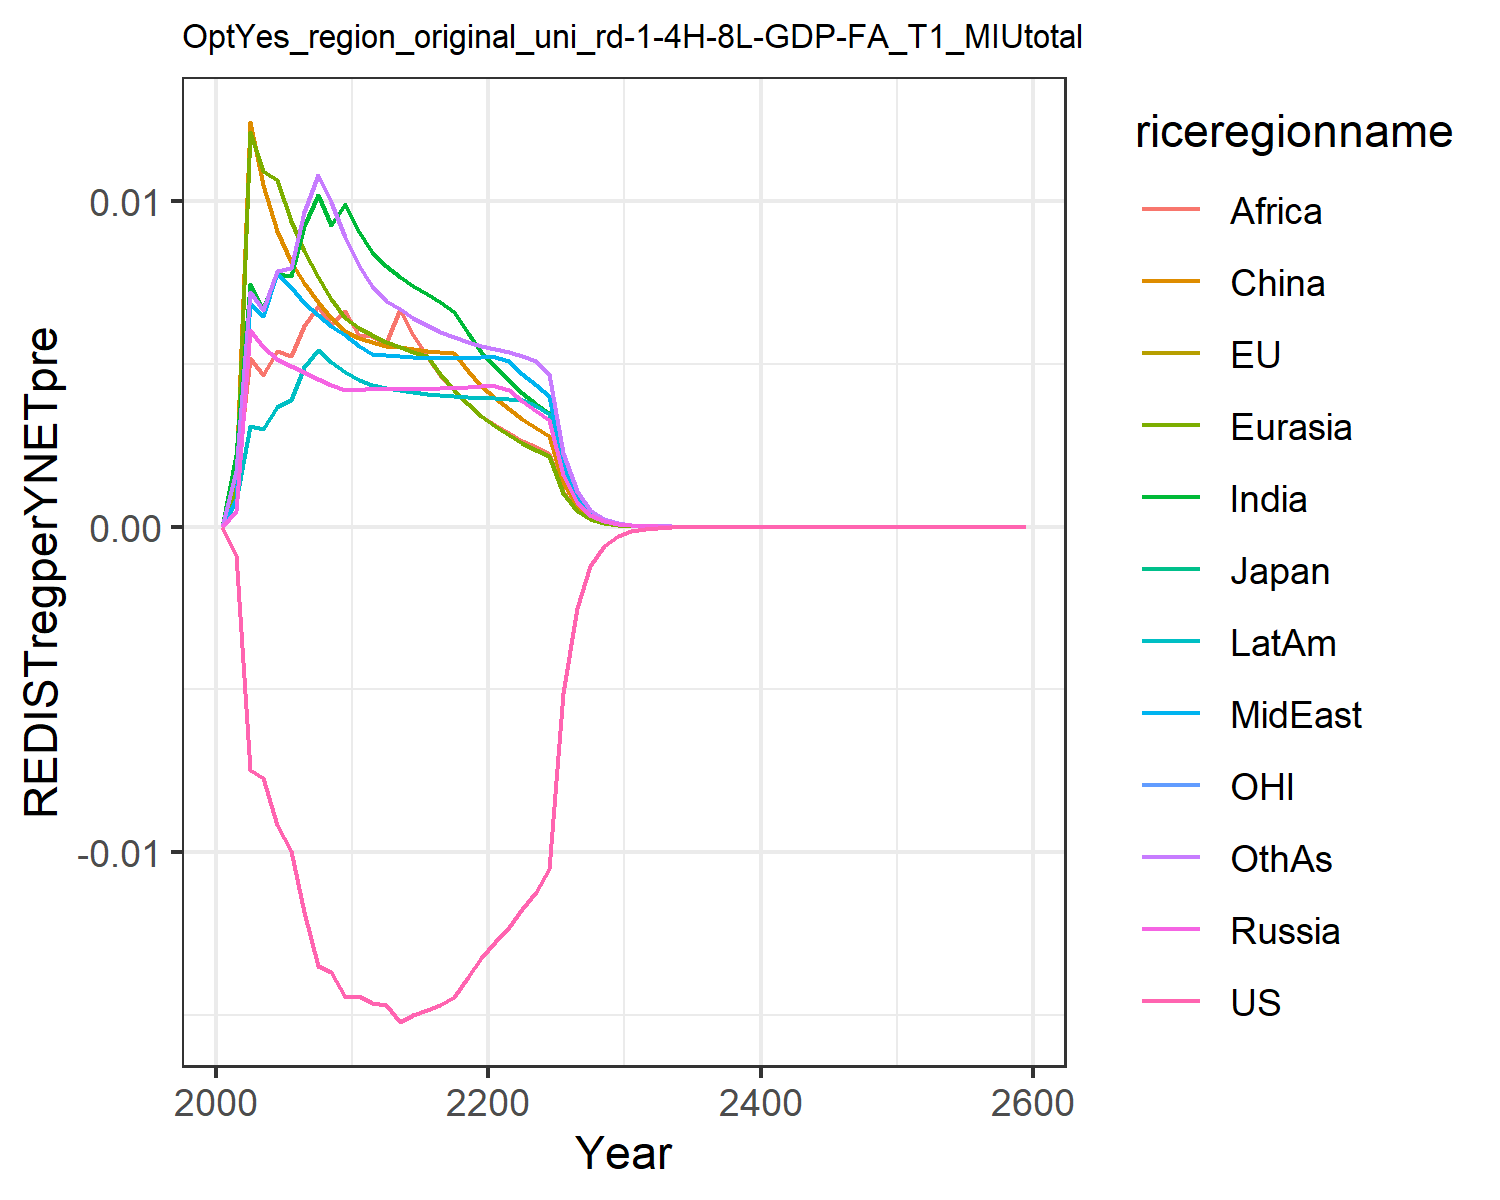 OptYes_region_original_uni_rd-1-4H-8L-GDP-FA_T1_MIUtotal
REDISTregperYNETpre
0.01
0.00
-0.01
2000
2200
2400
2600
Year
riceregionname
Africa
China
EU
Eurasia
India
Japan
LatAm
MidEast
OHI
OthAs
Russia
US